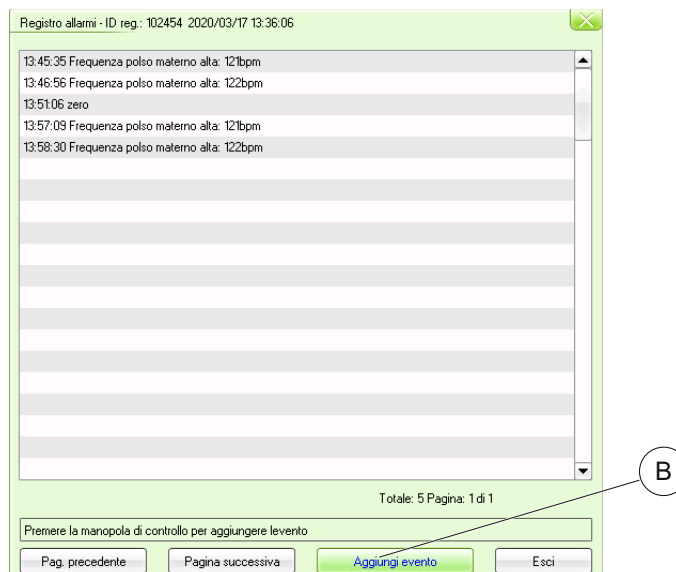 Registro allarmi - ID reg.: 102454 2020/03/17 13:36:06
13:45:35 Frequenza polso materno alta: 121bpm
13:46:56 Frequenza polso materno alta: 122bpm
13:51:06 zero
13:57:09 Frequenza polso materno alta: 121bpm
13:58:30 Frequenza polso materno alta: 122bpm
B
Totale: 5 Pagina: 1 di 1
Premere la manopola di controllo per aggiungere levento
Pag. precedente Pagina successiva Aggiungi evento Esci